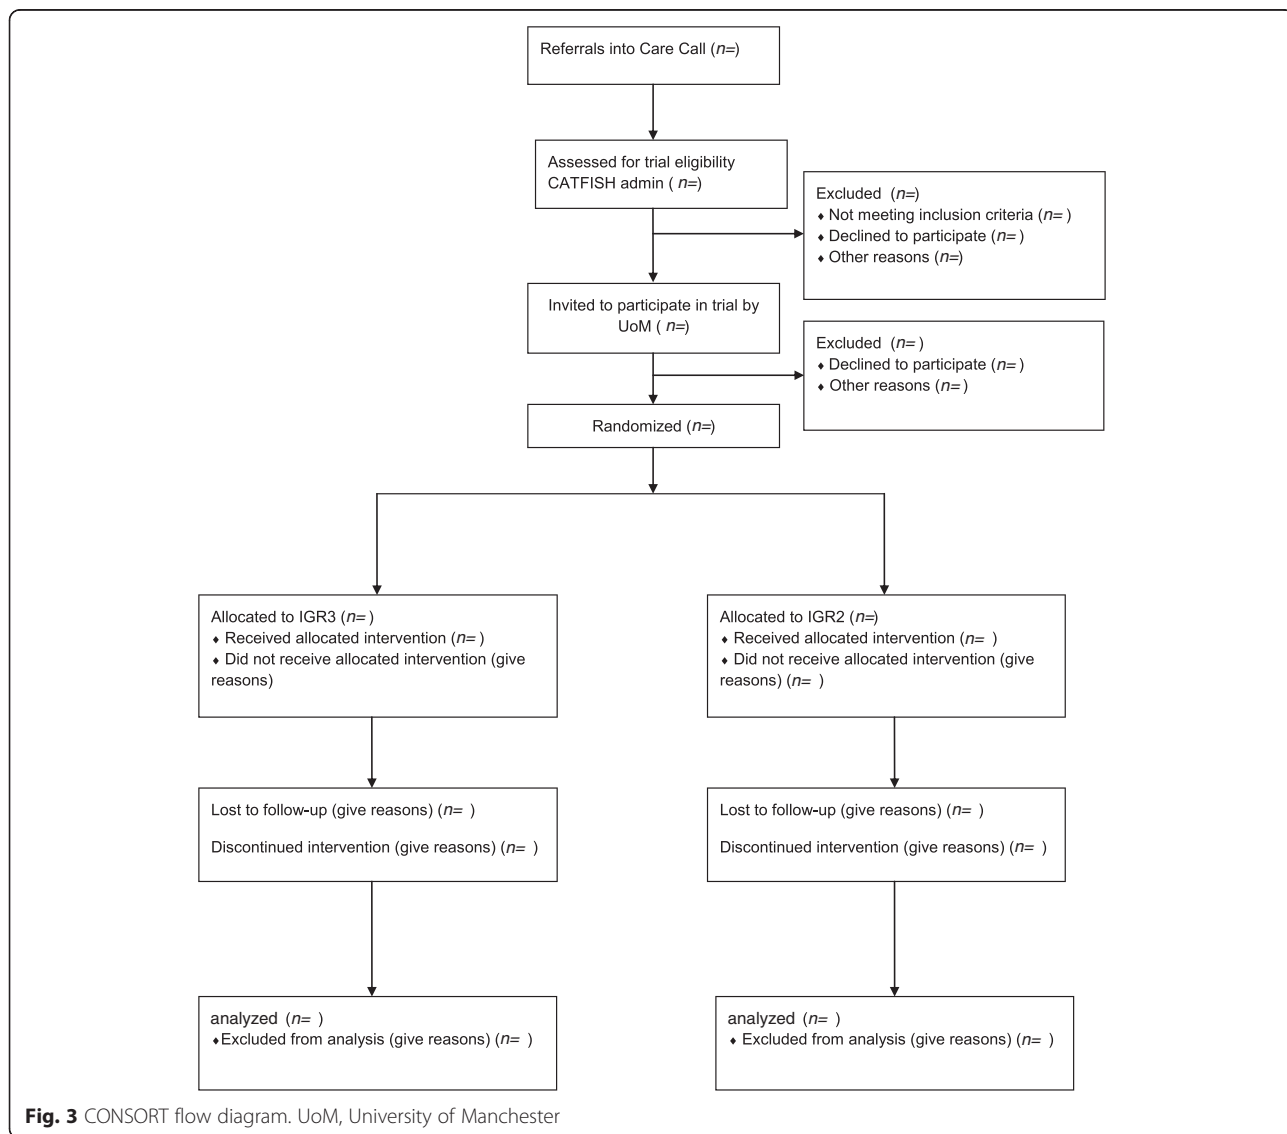 Referrals into Care Call (n=)
Assessed for trial eligibility
CATFISH admin ( n=)
Excluded (n=)
♦ Not meeting inclusion criteria (n= )
♦ Declined to participate (n= )
♦ Other reasons (n=)
Invited to participate in trial by
UoM ( n=)
Excluded (n= )
♦ Declined to participate (n= )
♦ Other reasons (n= )
Randomized (n=)
Allocated to IGR3 (n= )
♦ Received allocated intervention (n= )
♦ Did not receive allocated intervention (give
reasons)
Allocated to IGR2 (n=)
♦ Received allocated intervention (n= )
♦ Did not receive allocated intervention (give
reasons) (n= )
Lost to follow-up (give reasons) (n= )
Discontinued intervention (give reasons) (n= )
Lost to follow-up (give reasons) (n= )
Discontinued intervention (give reasons) (n= )
analyzed (n= )
♦Excluded from analysis (give reasons) (n= )
analyzed (n= )
♦ Excluded from analysis (give reasons) (n= )
Fig. 3 CONSORT flow diagram. UoM, University of Manchester